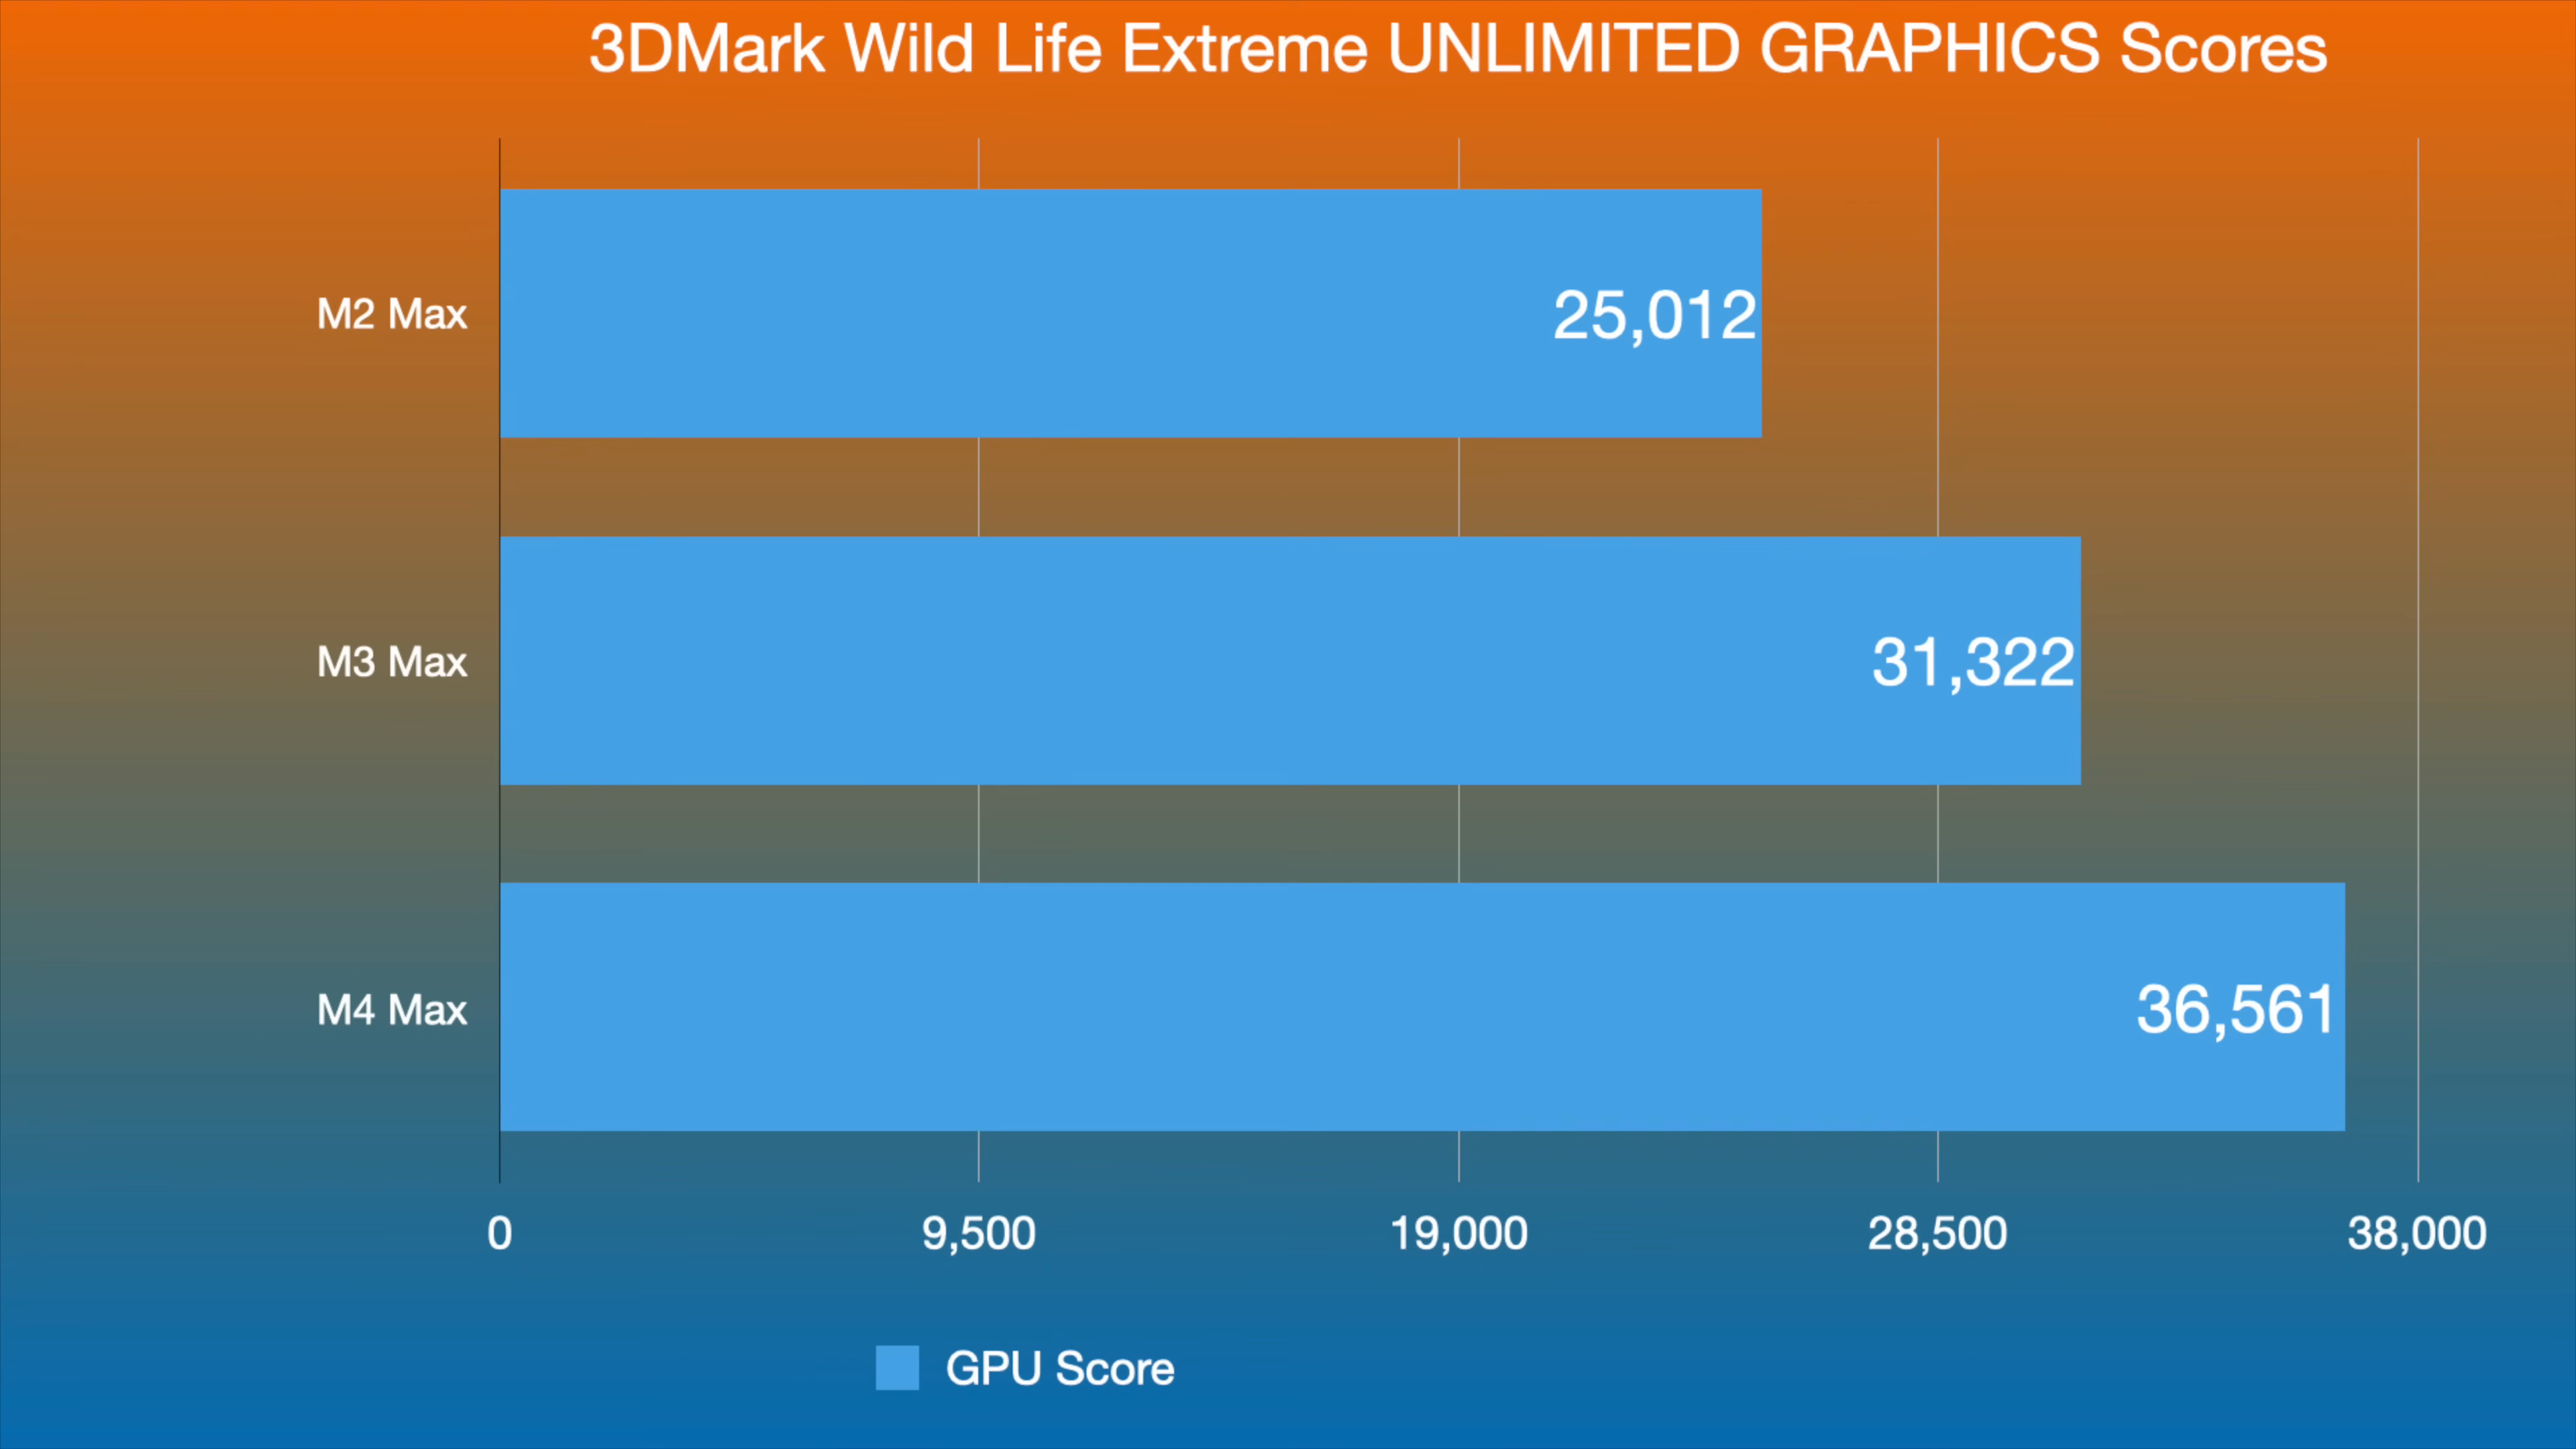 3DMark Wild Life Extreme UNLIMITED GRAPHICS Scores
M2 Max
25,012
M3 Max
31,322
M4 Max
36,561
0 9,500 19,000 28,500 38,000
GPU Score